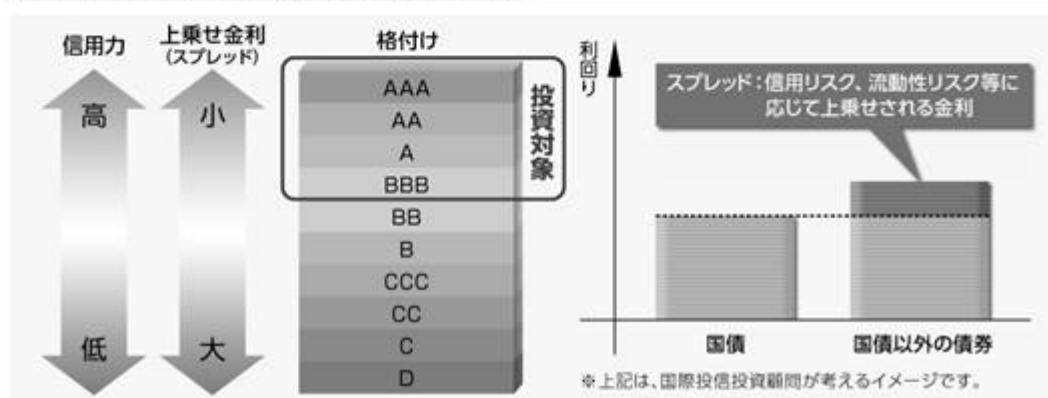 信用力
上乗せ金利
(スプレッド)
高
低
小
大
格付け
AAA
AA
A
BBB
BB
B
CCC
CC
C
D
投資対象
利回り
スプレッド:信用リスク、流動性リスク等に
応じて上乗せされる金利
国債
国債以外の債券
※上記は、国際投信投資顧問が考えるイメージです。